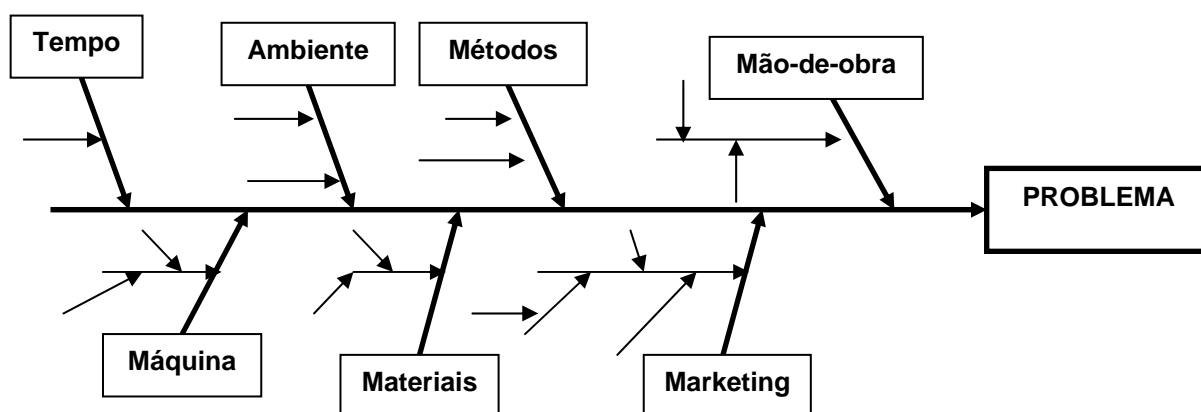 Tempo
Ambiente
Métodos
Mão-de-obra
PROBLEMA
Máquina
Materiais
Marketing